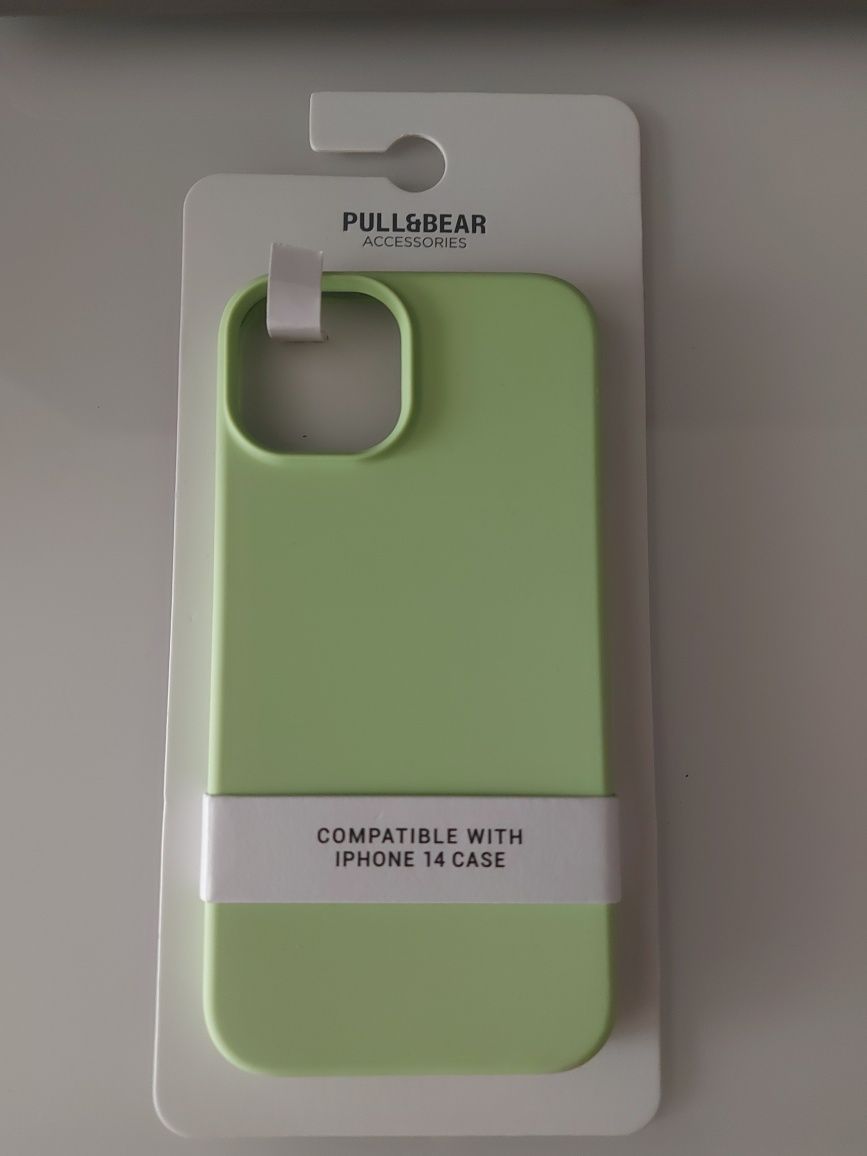 PULL&BEAR
ACCESSORIES
COMPATIBLE WITH
IPHONE 14 CASE